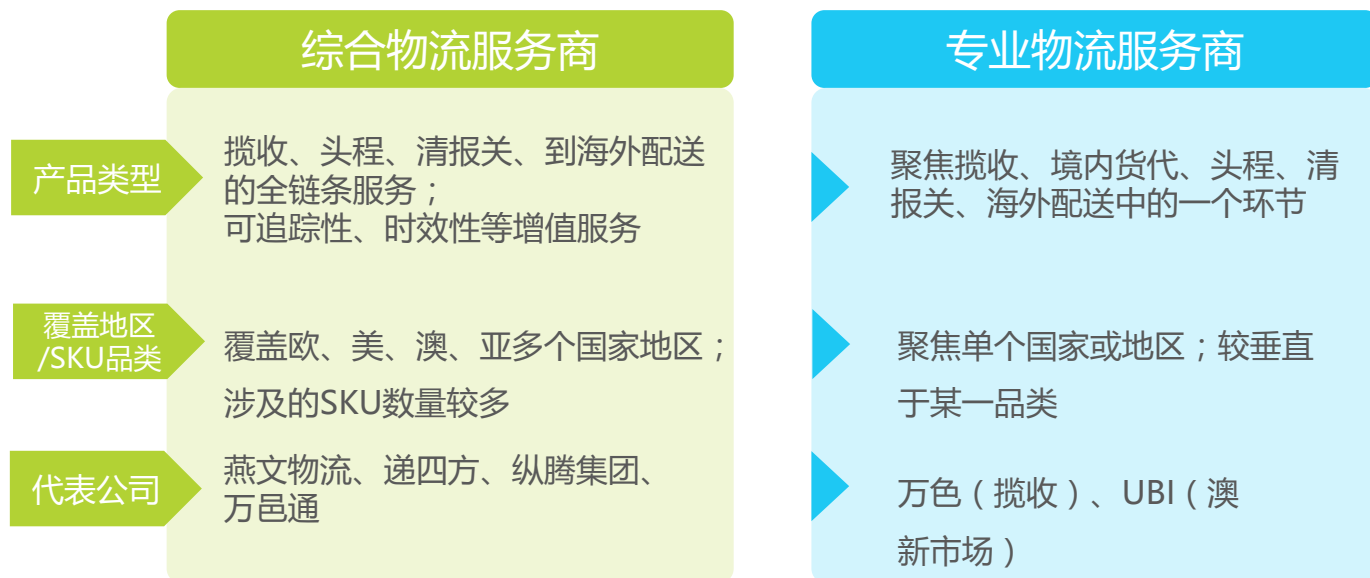 综合物流服务商
专业物流服务商
产品类型
揽收、头程、清报关、到海外配送
的全链条服务；
可追踪性、时效性等增值服务
聚焦揽收、境内货代、头程、清
报关、海外配送中的一个环节
覆盖地区
/SKU品类
覆盖欧、美、澳、亚多个国家地区；
涉及的SKU数量较多
聚焦单个国家或地区；较垂直
于某一品类
代表公司
燕文物流、递四方、纵腾集团、
万邑通
万色（揽收）、UBI（澳
新市场）